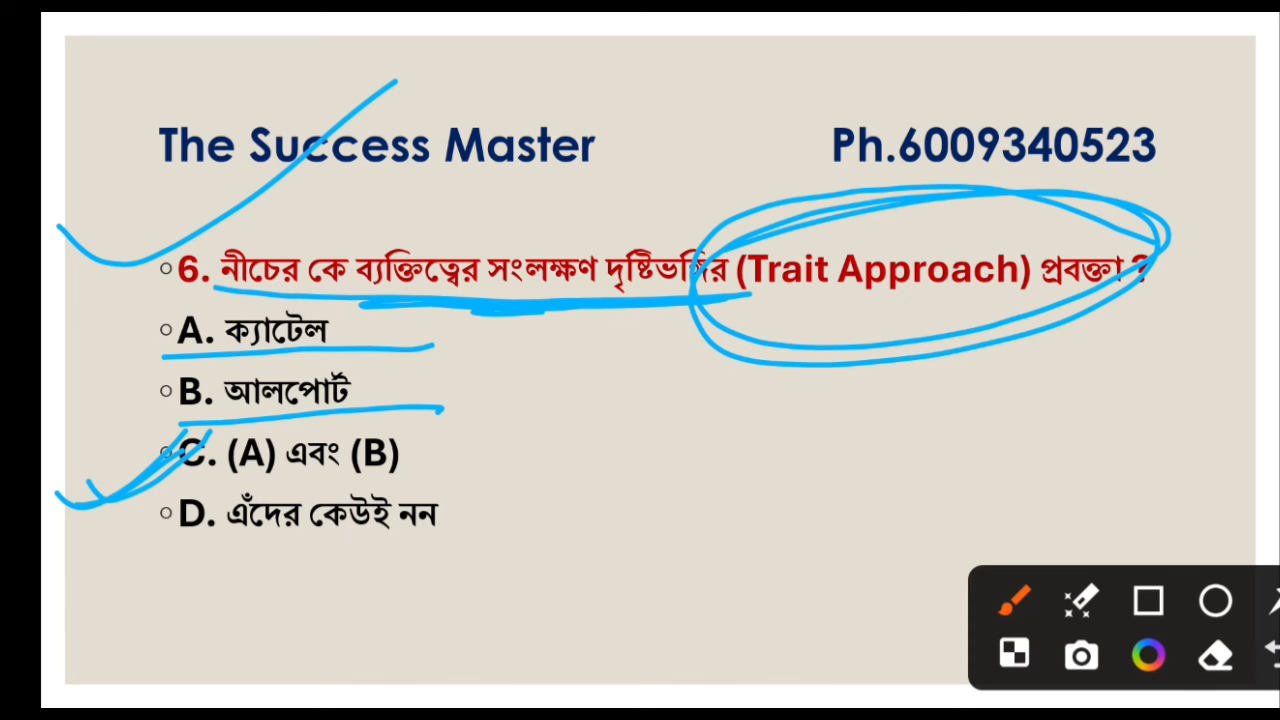 The Success Master Ph.6009340523
6. নীচের কে ব্যক্তিত্বের সংলক্ষণ দৃষ্টিভঙ্গির (Trait Approach) প্রবক্তা ?
A. ক্যাটেল
B. আলপোর্ট
C. (A) এবং (B)
D. এঁদের কেউই নন